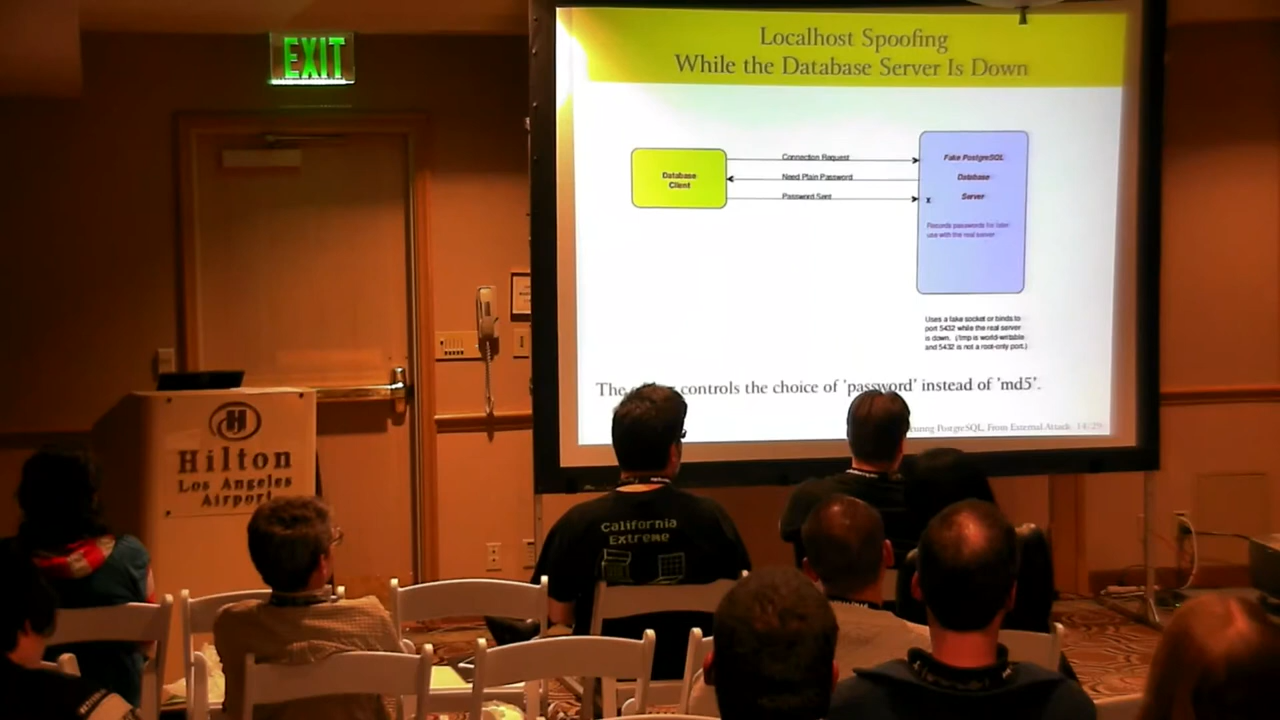 EXIT
Localhost Spoofing
While the Database Server Is Down
Connection Request
Need Plain Password
Password Sent
Database
Client
Fake PostgreSQL
Database
Server
x
Records passwords for later
use with the real server
Uses a fake socket or binds to
port 5432 while the real server
is down. (/tmp is world-writable
and 5432 is not a root-only port.)
The controls the choice of 'password' instead of 'md5'.
PostgreSQL, From External Attack 14/29
Hilton
Los Angeles
Airport
California
Extreme